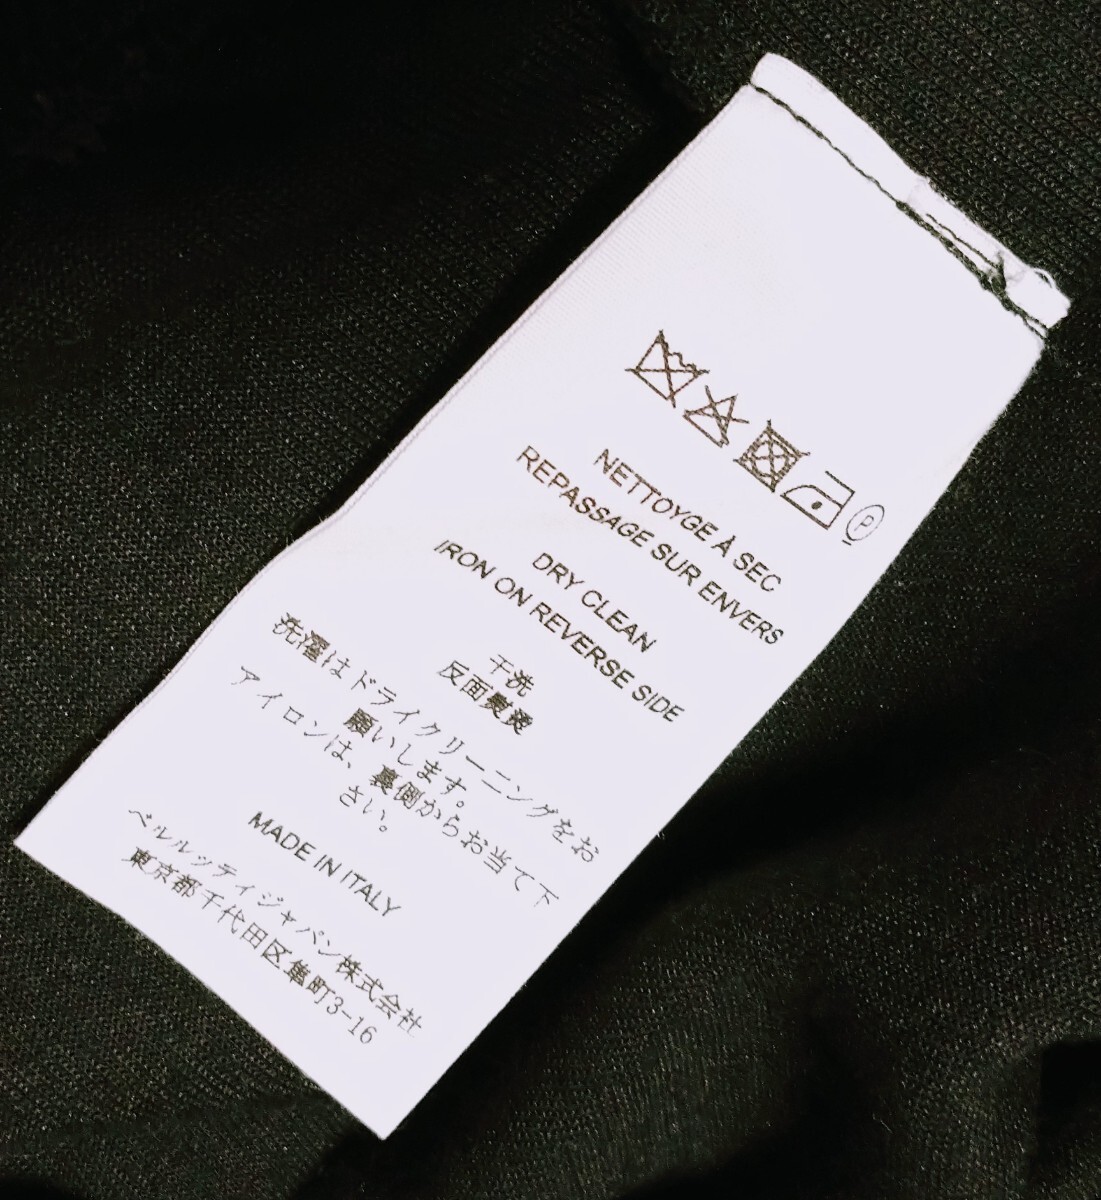 P
NETTOYGE À SEC
REPASSAGE SUR ENVERS
DRY CLEAN
IRON ON REVERSE SIDE
干洗
反面熨烫
洗濯はドライクリーニングをお
願いします。
アイロンは、裏側からお当て下
さい。
MADE IN ITALY
ベルルッティジャパン株式会社
東京都千代田区隼町3-16